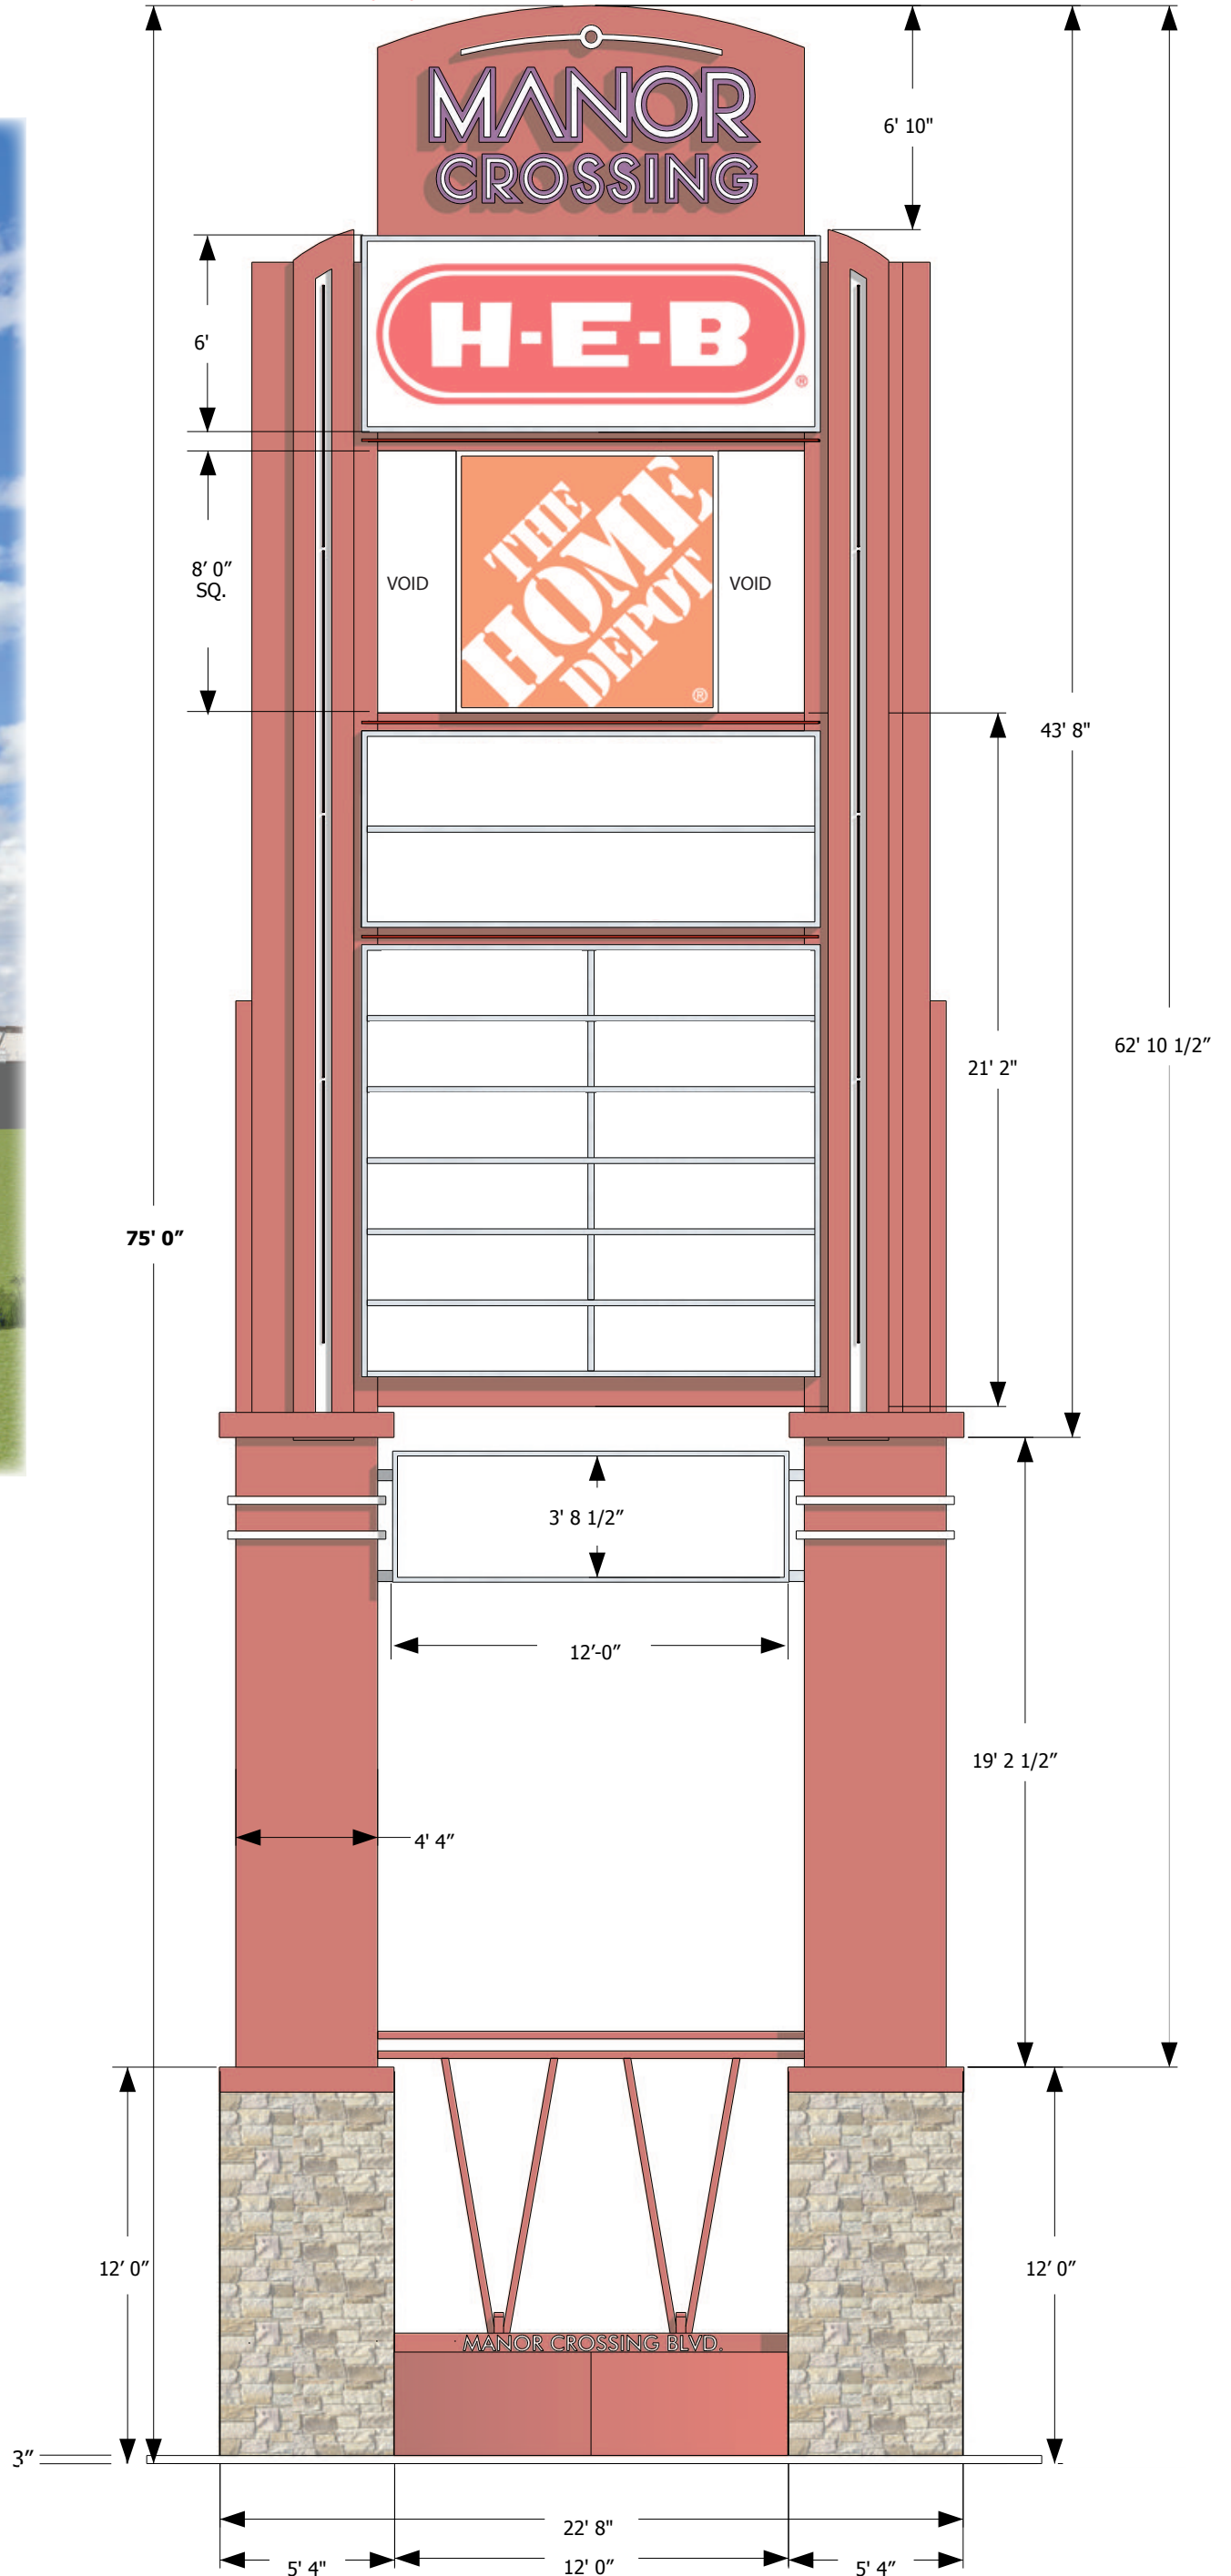 MANOR
CROSSING
6' 10"
H-E-B
®
6'
THE
HOME
DEPOT
®
8′ 0″
SQ.
VOID
VOID
43' 8"
62' 10 1/2″
21' 2"
75' 0″
3' 8 1/2″
12′-0″
19' 2 1/2″
4' 4″
12′ 0″
12′ 0″
MANOR CROSSING BLVD.
3″
22' 8"
5' 4"
12' 0″
5' 4″